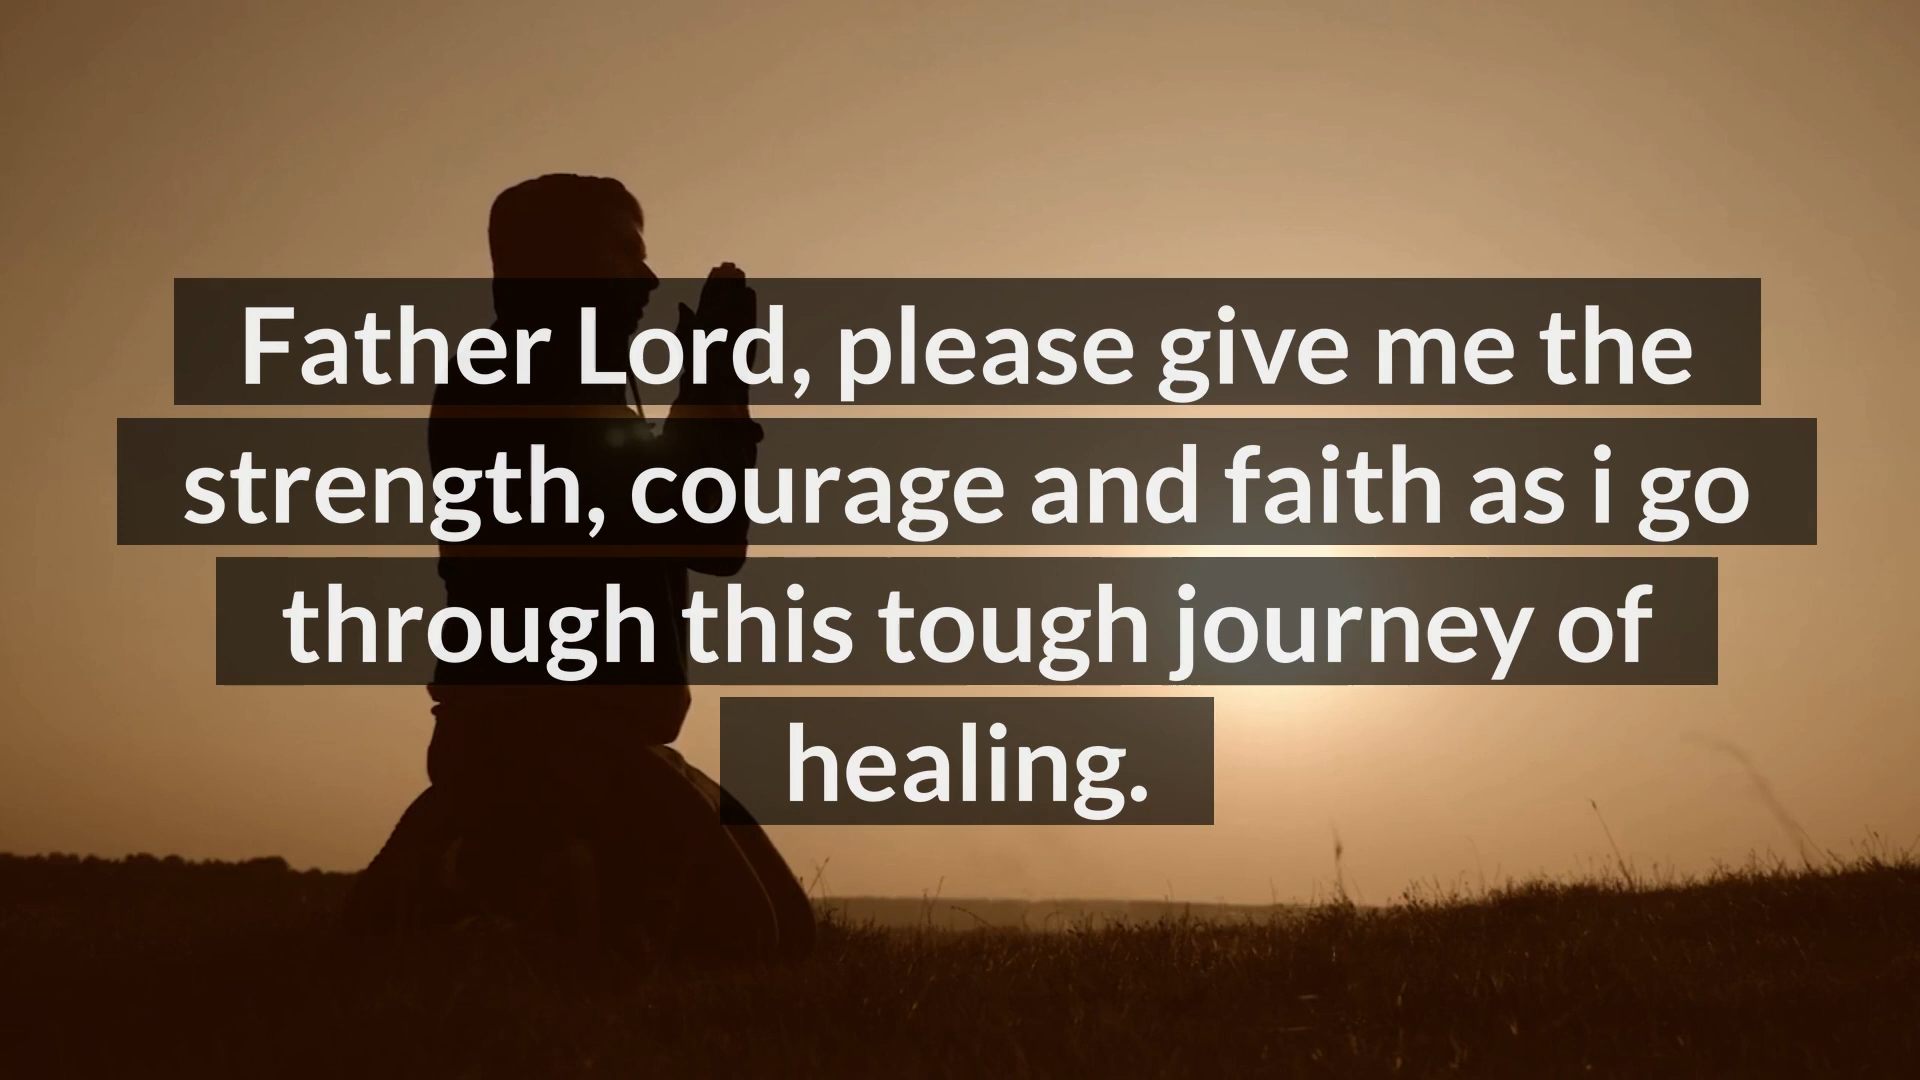 Father Lord, please give me the
strength, courage and faith as i go
through this tough journey of
healing.